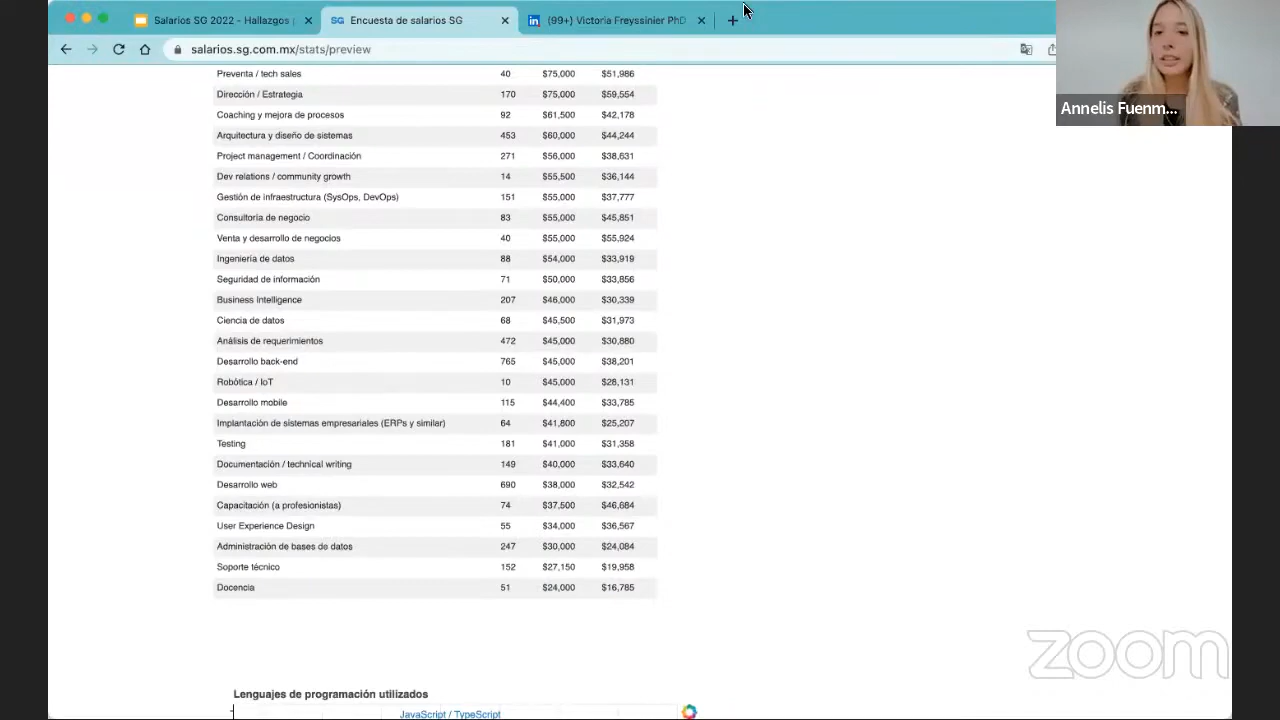 Salarios SG 2022 - Hallazgos
SG Encuesta de salarios SG
in (99+) Victoria Freyssinier PhD
salarios.sg.com.mx/stats/preview
Annelis Fuenm...
Preventa / tech sales 40 $75,000 $51,986
Dirección / Estrategia 170 $75,000 $59,554
Coaching y mejora de procesos 92 $61,500 $42,178
Arquitectura y diseño de sistemas 453 $60,000 $44,244
Project management / Coordinación 271 $56,000 $38,631
Dev relations / community growth 14 $55,500 $36,144
Gestión de infraestructura (SysOps, DevOps) 151 $55,000 $37,777
Consultoría de negocio 83 $55,000 $45,851
Venta y desarrollo de negocios 40 $55,000 $55,924
Ingeniería de datos 88 $54,000 $33,919
Seguridad de información 71 $50,000 $33,856
Business Intelligence 207 $46,000 $30,339
Ciencia de datos 68 $45,500 $31,973
Análisis de requerimientos 472 $45,000 $30,880
Desarrollo back-end 765 $45,000 $38,201
Robótica / IoT 10 $45,000 $28,131
Desarrollo mobile 115 $44,400 $33,785
Implantación de sistemas empresariales (ERPs y similar) 64 $41,800 $25,207
Testing 181 $41,000 $31,358
Documentación / technical writing 149 $40,000 $33,640
Desarrollo web 690 $38,000 $32,542
Capacitación (a profesionistas) 74 $37,500 $46,684
User Experience Design 55 $34,000 $36,567
Administración de bases de datos 247 $30,000 $24,084
Soporte técnico 152 $27,150 $19,958
Docencia 51 $24,000 $16,785
zoom
Lenguajes de programación utilizados
JavaScript / TypeScript